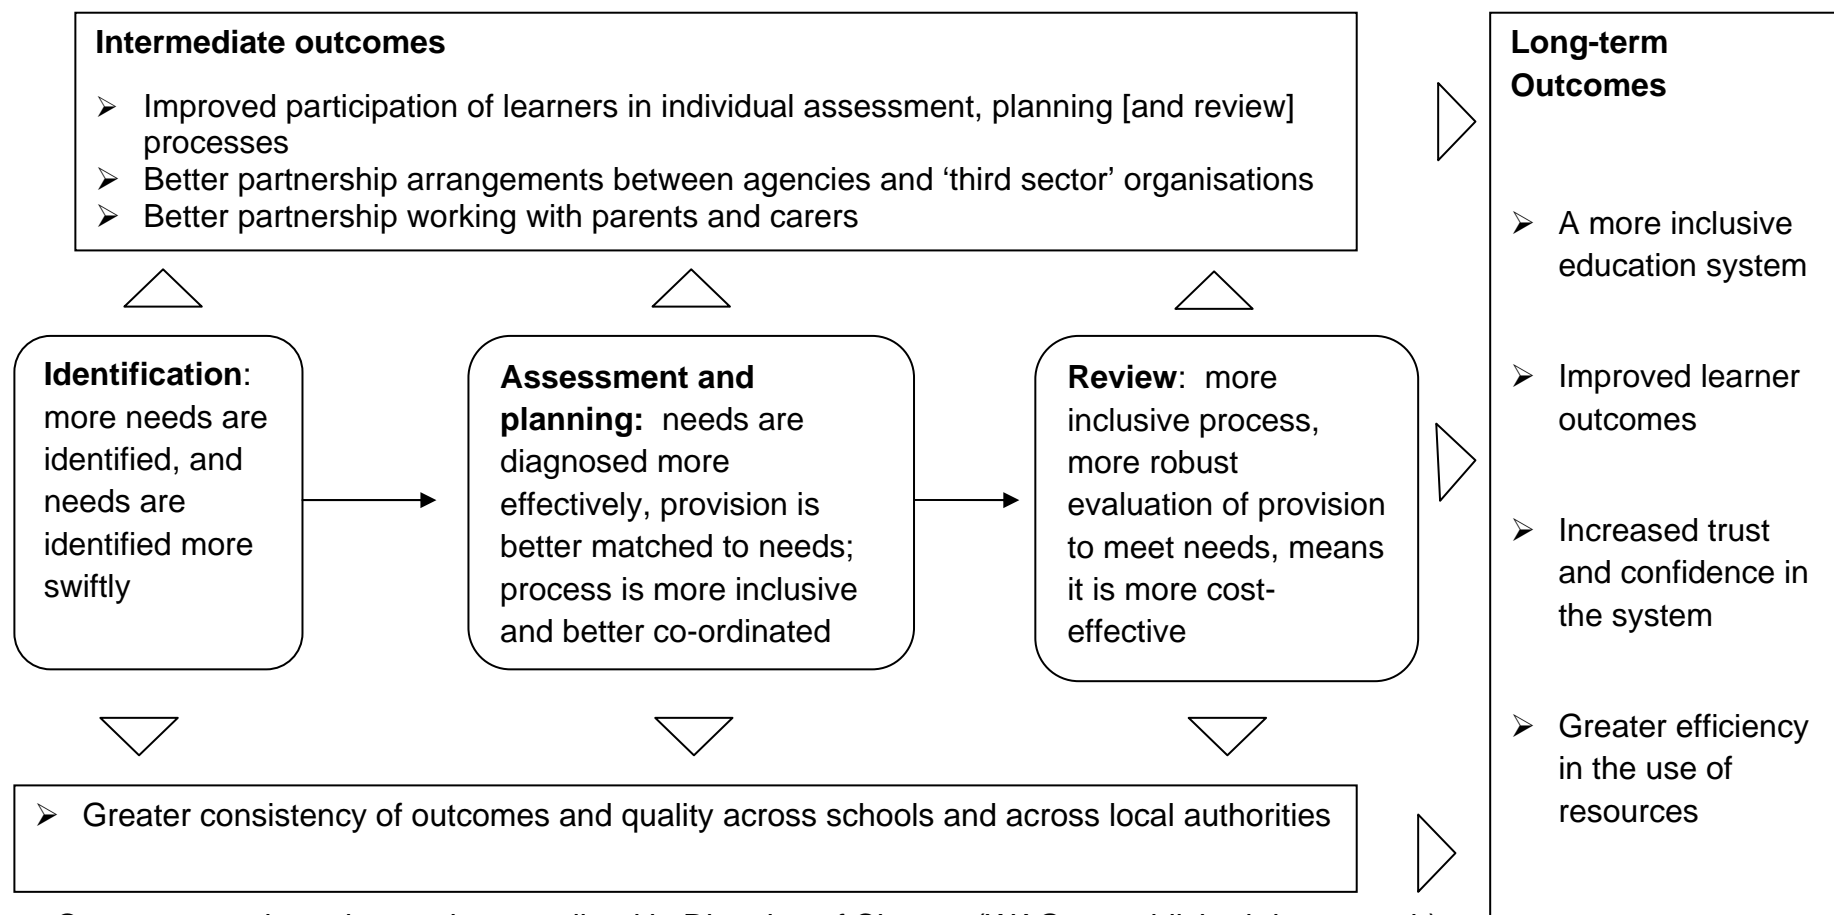 Intermediate outcomes
➢ Improved participation of learners in individual assessment, planning [and review]
processes
➢ Better partnership arrangements between agencies and ‘third sector’ organisations
➢ Better partnership working with parents and carers
Identification:
more needs are
identified, and
needs are
identified more
swiftly
Assessment and
planning: needs are
diagnosed more
effectively, provision is
better matched to needs;
process is more inclusive
and better co-ordinated
Review: more
inclusive process,
more robust
evaluation of provision
to meet needs, means
it is more cost-
effective
➢ Greater consistency of outcomes and quality across schools and across local authorities
Long-term
Outcomes
➢ A more inclusive
education system
➢ Improved learner
outcomes
➢ Increased trust
and confidence in
the system
➢ Greater efficiency
in the use of
resources